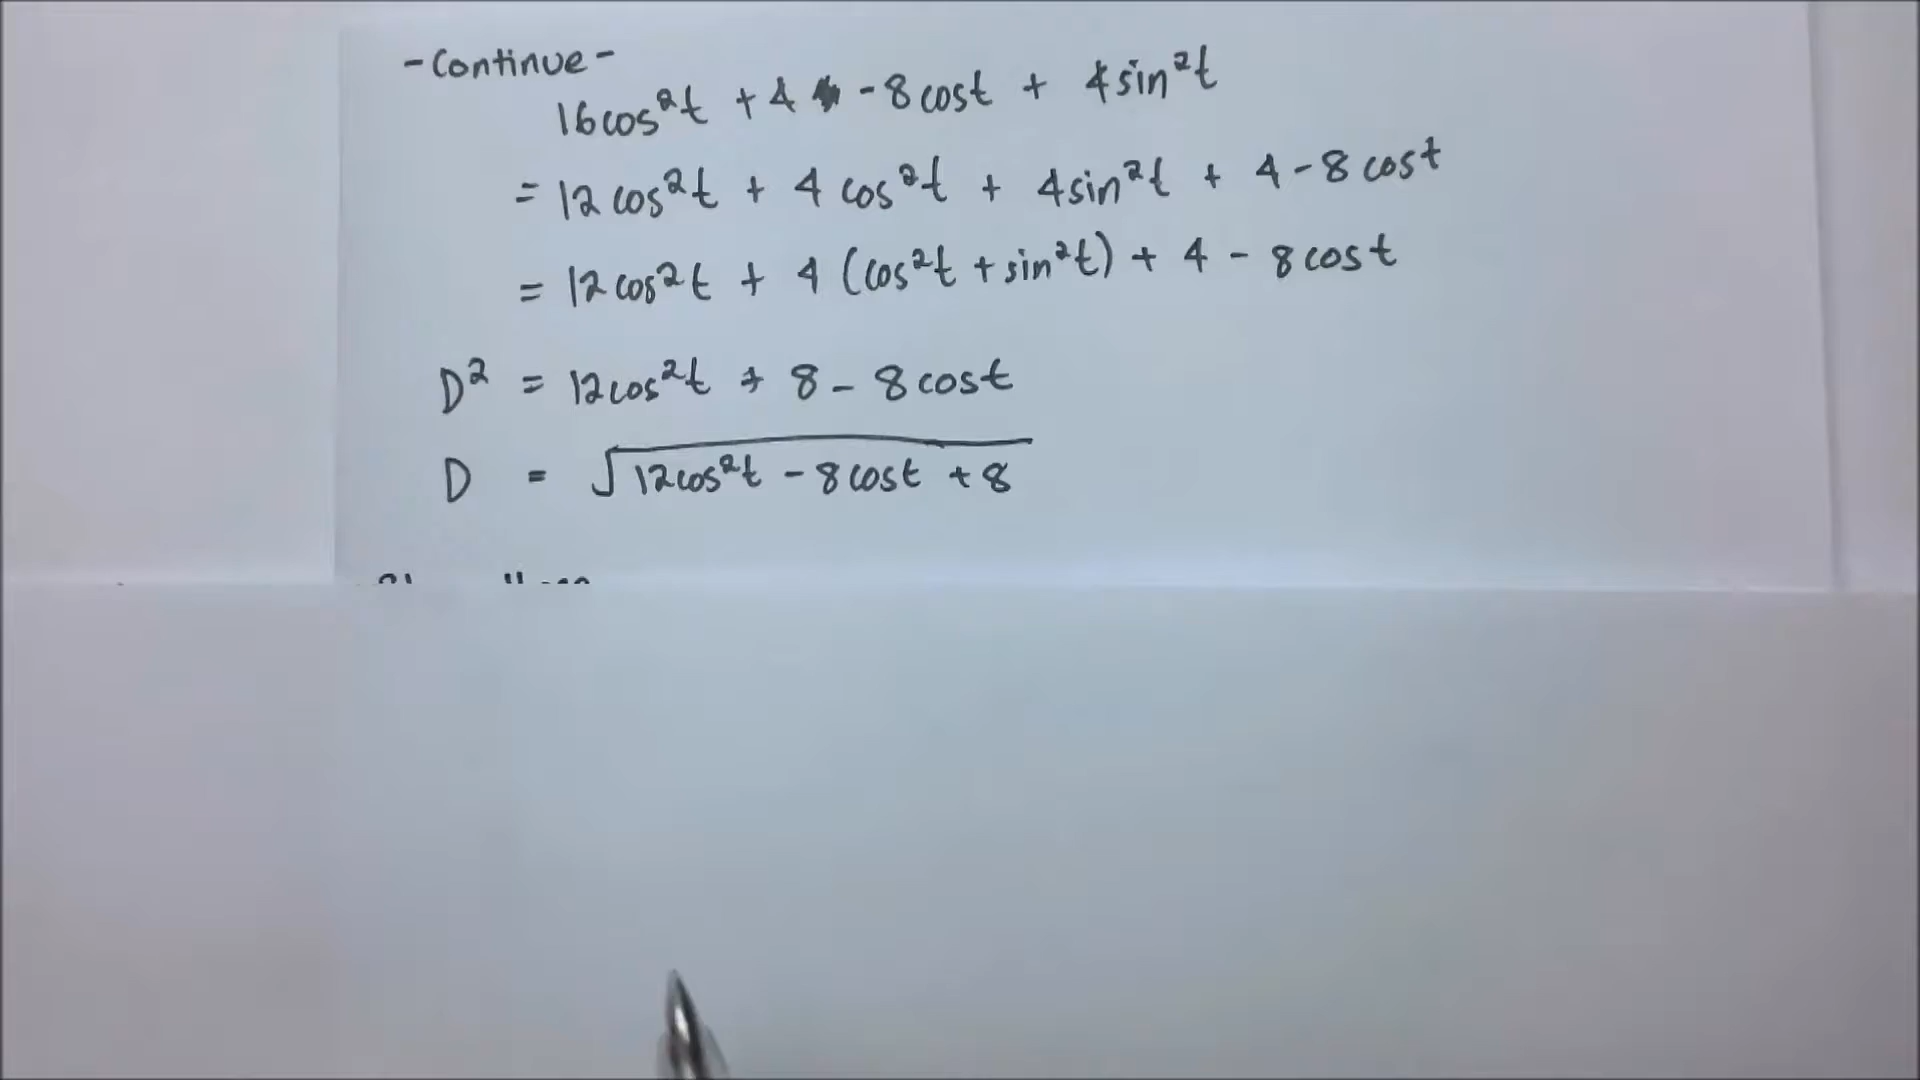 -Continue-
16cos²t + 4 - 8cost + 4sin²t
= 12cos²t + 4cos²t + 4sin²t + 4 - 8cost
= 12cos²t + 4(cos²t + sin²t) + 4 - 8cost
D² = 12cos²t + 8 - 8cost
D = √12cos²t - 8cost + 8